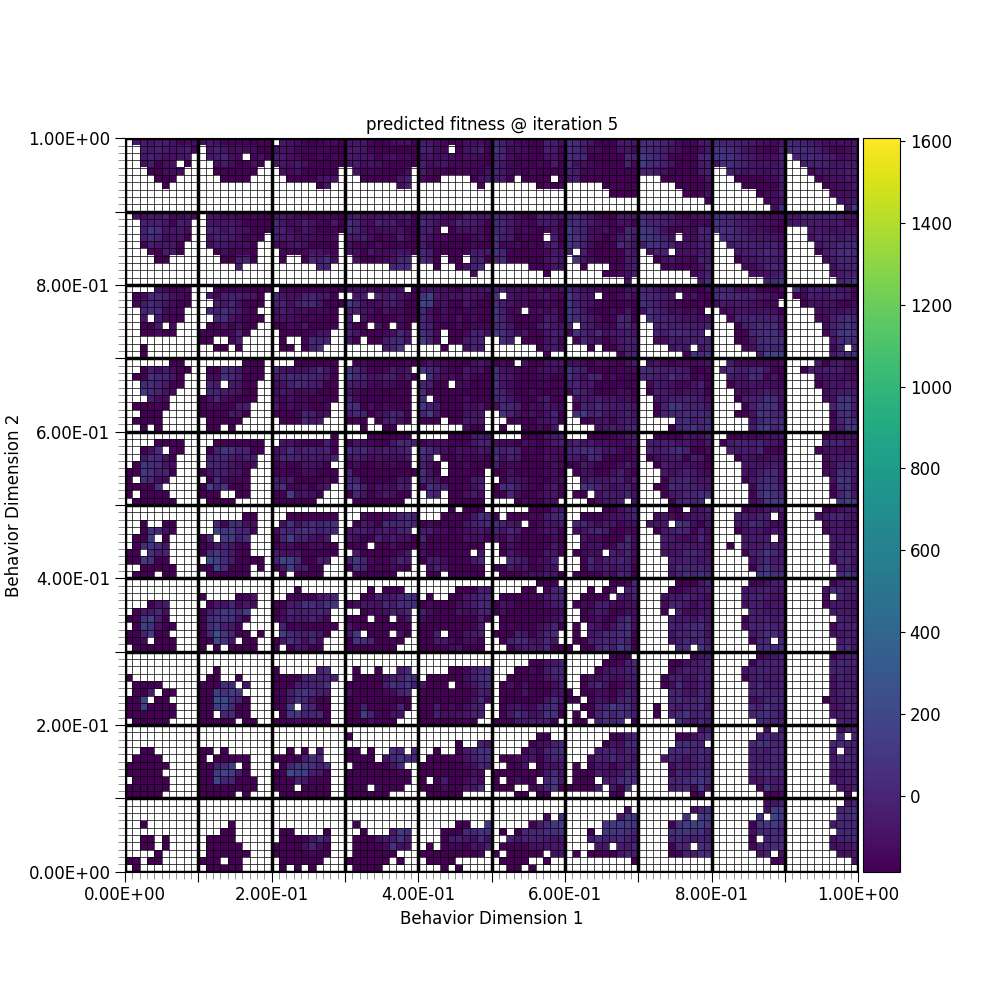 predicted fitness @ iteration 5
1.00E+00
8.00E-01
6.00E-01
4.00E-01
2.00E-01
0.00E+00
Behavior Dimension 2
0.00E+00 2.00E-01 4.00E-01 6.00E-01 8.00E-01 1.00E+00
Behavior Dimension 1
1600
1400
1200
1000
800
600
400
200
0